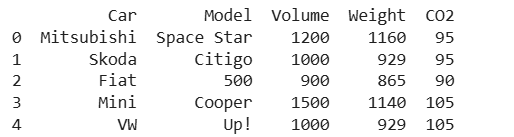 Car Model Volume Weight CO2
0 Mitsubishi Space Star 1200 1160 95
1 Skoda Citigo 1000 929 95
2 Fiat 500 900 865 90
3 Mini Cooper 1500 1140 105
4 VW Up! 1000 929 105